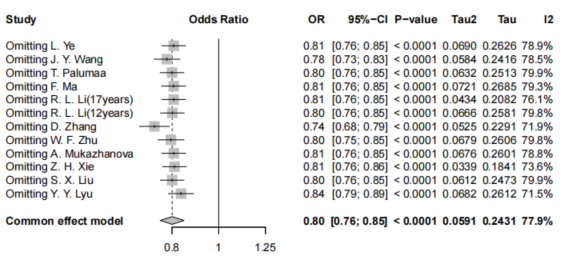 Study Odds Ratio OR 95%−CI P−value Tau2 Tau I2
Omitting L. Ye 0.81 [0.76; 0.85] < 0.0001 0.0690 0.2626 78.9%
Omitting J. Y. Wang 0.78 [0.73; 0.83] < 0.0001 0.0584 0.2416 78.5%
Omitting T. Palumaa 0.80 [0.76; 0.85] < 0.0001 0.0632 0.2513 79.9%
Omitting F. Ma 0.81 [0.76; 0.85] < 0.0001 0.0721 0.2685 79.3%
Omitting R. L. Li(17years) 0.81 [0.76; 0.85] < 0.0001 0.0434 0.2082 76.1%
Omitting R. L. Li(12years) 0.80 [0.76; 0.85] < 0.0001 0.0666 0.2581 79.8%
Omitting D. Zhang 0.74 [0.68; 0.79] < 0.0001 0.0525 0.2291 71.9%
Omitting W. F. Zhu 0.80 [0.75; 0.85] < 0.0001 0.0679 0.2606 79.8%
Omitting A. Mukazhanova 0.81 [0.76; 0.85] < 0.0001 0.0676 0.2601 78.8%
Omitting Z. H. Xie 0.81 [0.76; 0.86] < 0.0001 0.0339 0.1841 73.6%
Omitting S. X. Liu 0.80 [0.76; 0.85] < 0.0001 0.0612 0.2473 79.8%
Omitting Y. Y. Lyu 0.84 [0.79; 0.89] < 0.0001 0.0682 0.2612 71.5%
Common effect model 0.80 [0.76; 0.85] < 0.0001 0.0591 0.2431 77.9%
0.8 1 1.25